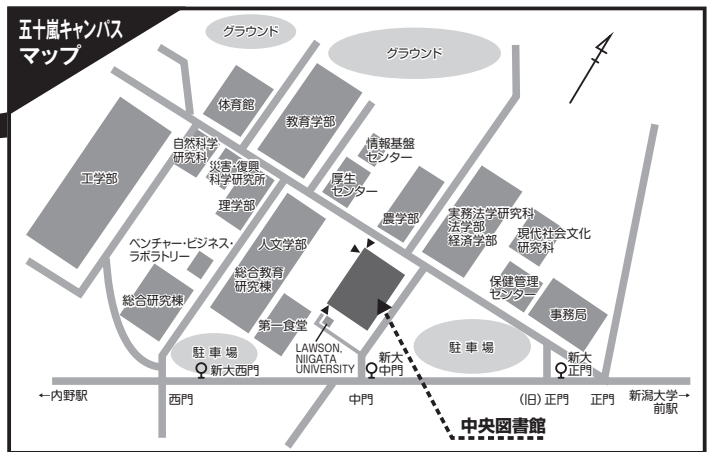 五十嵐キャンパス
マップ
グラウンド
グラウンド
体育館
教育学部
自然科学
研究科
災害・復興
科学研究所
情報基盤
センター
厚生
センター
工学部
理学部
農学部
実務法学研究科
法学部
経済学部
現代社会文化
研究科
人文学部
ベンチャー・ビジネス・
ラボラトリー
総合教育
研究棟
保健管理
センター
総合研究棟
事務局
第一食堂
LAWSON,
NIIGATA
UNIVERSITY
駐車場
駐車場
新大西門
新大
中門
新大
正門
←内野駅
西門
中門
(旧)正門
正門
新潟大学→
前駅
中央図書館